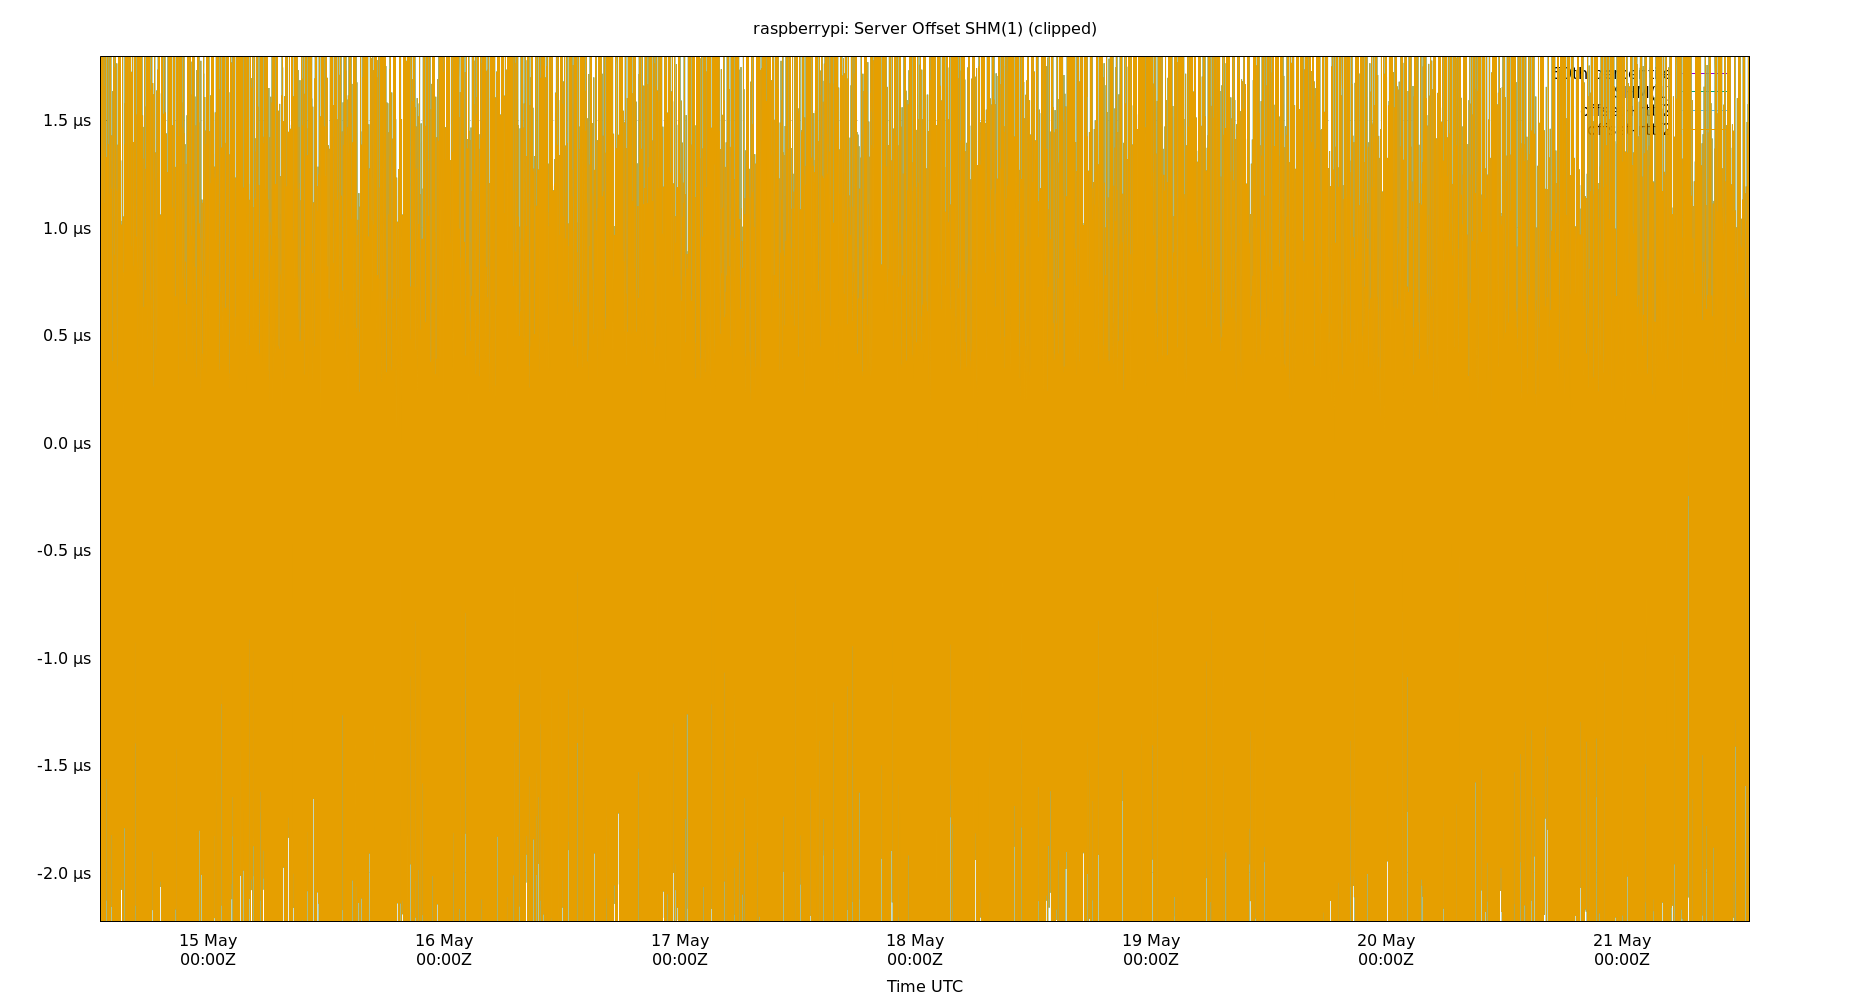 raspberrypi: Server Offset SHM(1) (clipped)
1.5 µs
1.0 µs
0.5 µs
0.0 µs
-0.5 µs
-1.0 µs
-1.5 µs
-2.0 µs
15 May 16 May 17 May 18 May 19 May 20 May 21 May
00:00Z 00:00Z 00:00Z 00:00Z 00:00Z 00:00Z 00:00Z
Time UTC